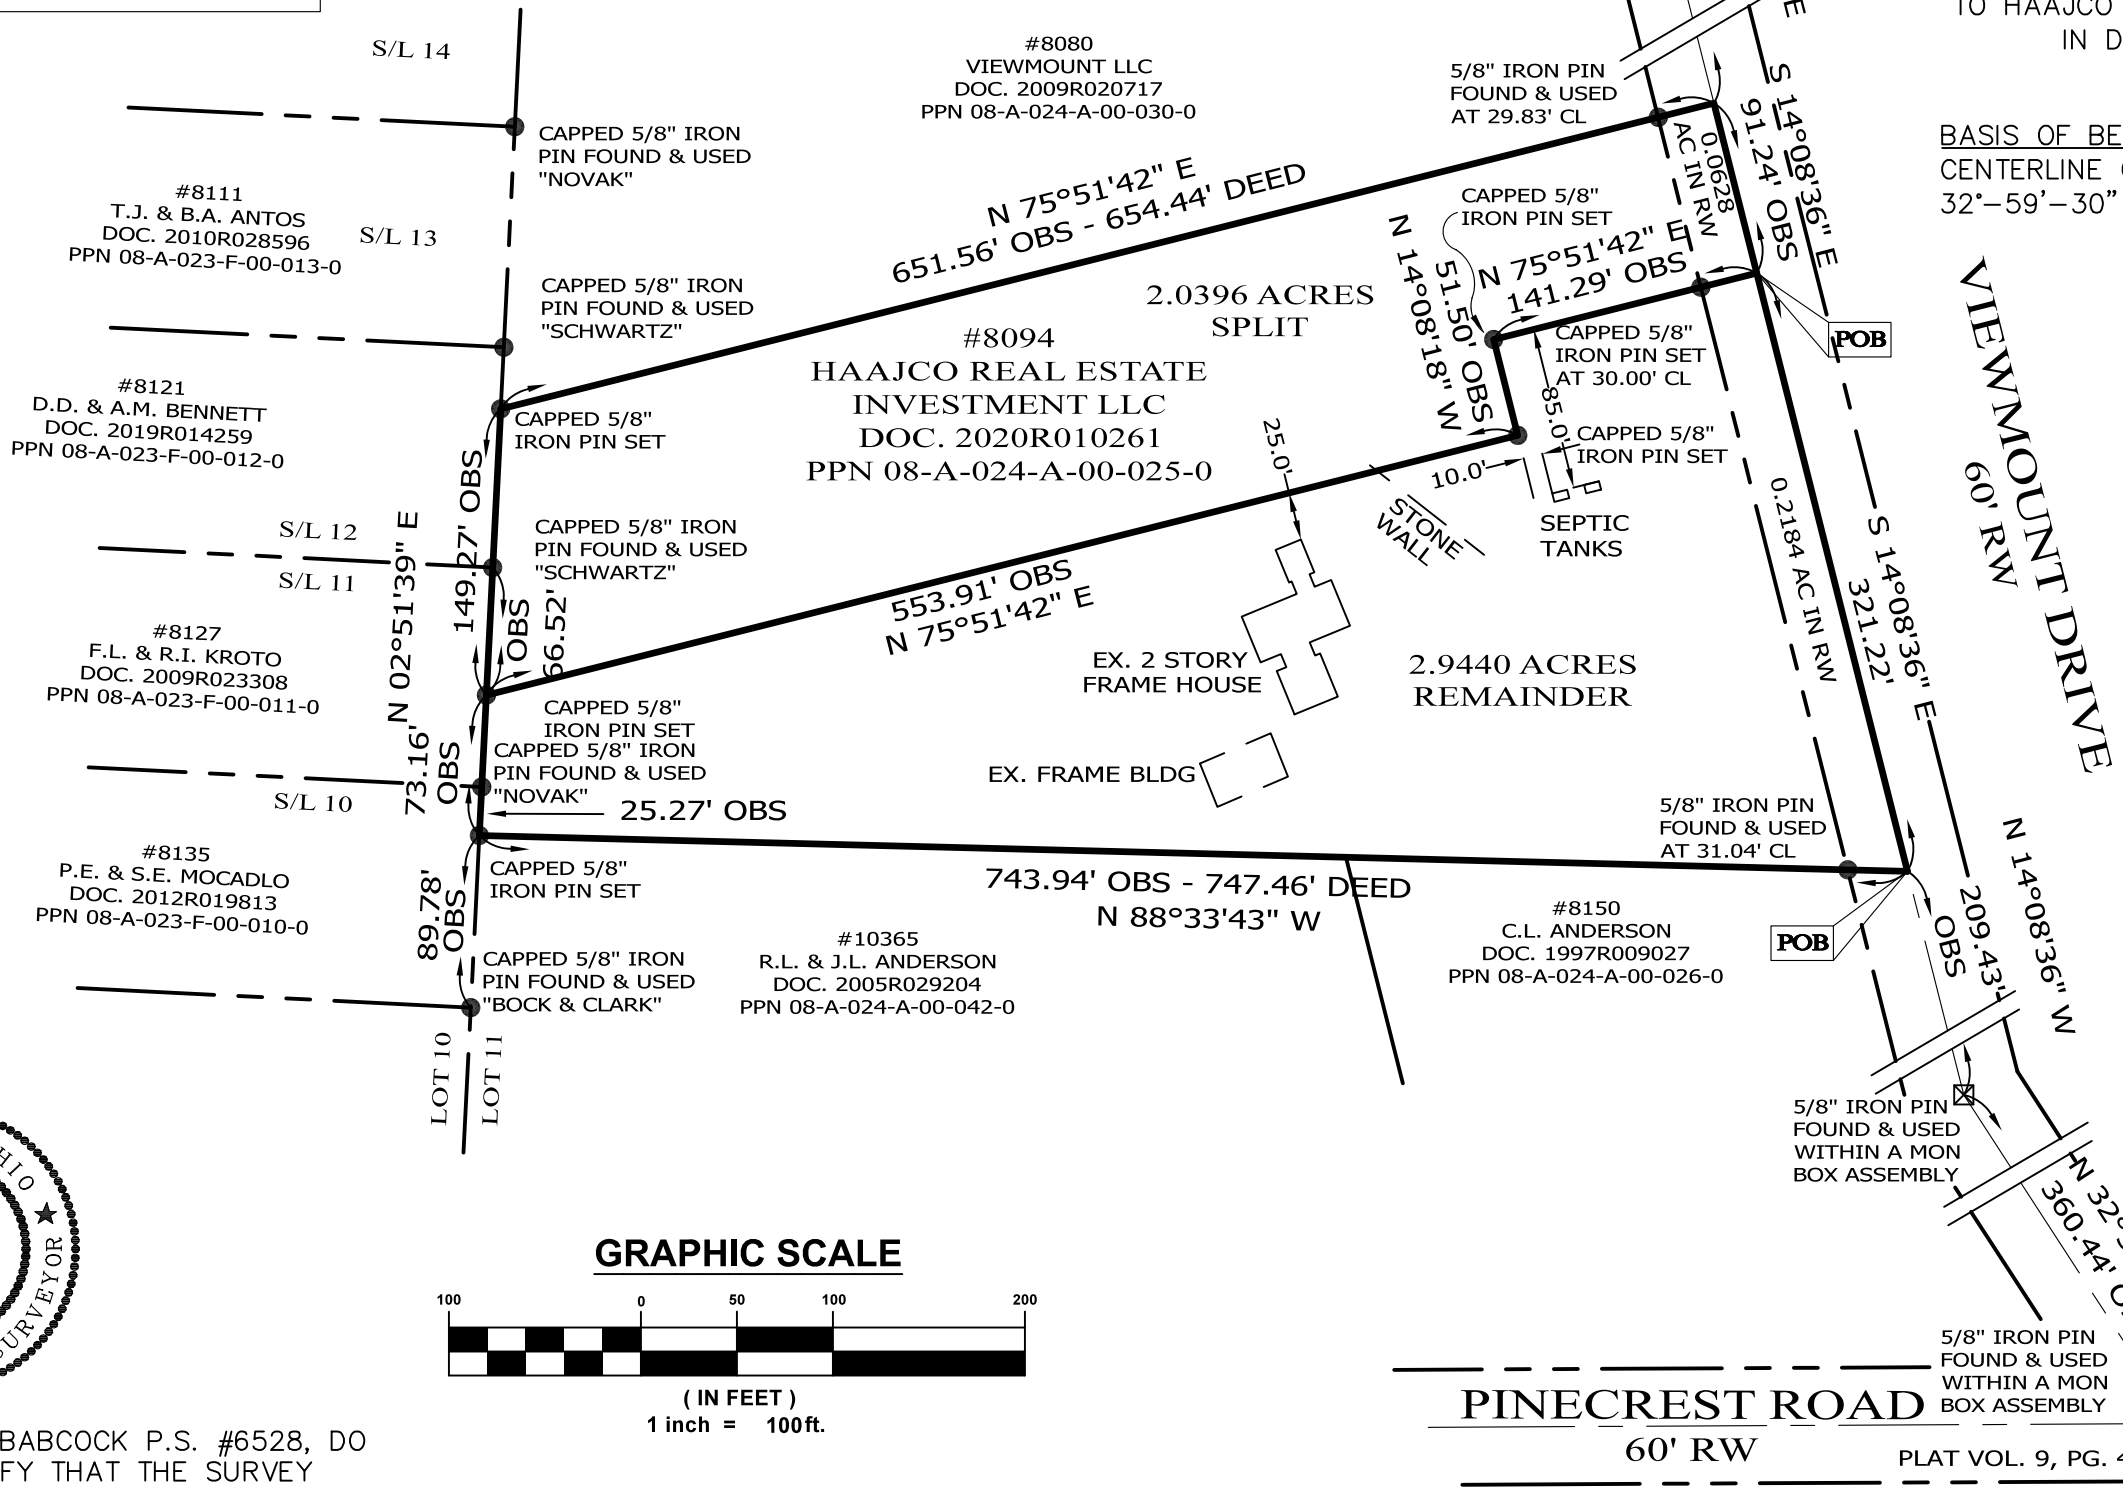 S/L 14
#8080
VIEWMOUNT LLC
DOC. 2009R020717
PPN 08-A-024-A-00-030-0
5/8" IRON PIN
FOUND & USED
AT 29.83' CL
E
TO HAAJCO
IN D
BASIS OF BE
CENTERLINE
32°-59'-30"
CAPPED 5/8" IRON
PIN FOUND & USED
"NOVAK"
#8111
T.J. & B.A. ANTOS
DOC. 2010R028596
PPN 08-A-023-F-00-013-0
S/L 13
N 75°51'42" E
651.56' OBS - 654.44' DEED
CAPPED 5/8"
IRON PIN SET
0.0628
AC IN RW
S 14°08'36" E
91.24' OBS
N 75°51'42" E
141.29' OBS
N 14°08'18" W
51.50' OBS
CAPPED 5/8" IRON
PIN FOUND & USED
"SCHWARTZ"
2.0396 ACRES
SPLIT
#8094
HAAJCO REAL ESTATE
INVESTMENT LLC
DOC. 2020R010261
PPN 08-A-024-A-00-025-0
CAPPED 5/8"
IRON PIN SET
AT 30.00' CL
POB
VIEWMOUNT DRIVE
60' RW
#8121
D.D. & A.M. BENNETT
DOC. 2019R014259
PPN 08-A-023-F-00-012-0
CAPPED 5/8"
IRON PIN SET
85.0'
CAPPED 5/8"
IRON PIN SET
25.0'
10.0'
STONE
WALL
SEPTIC
TANKS
0.2184 AC IN RW
S 14°08'36" E
321.22'
S/L 12
S/L 11
N 02°51'39" E
149.27' OBS
CAPPED 5/8" IRON
PIN FOUND & USED
"SCHWARTZ"
66.52'
OBS
553.91' OBS
N 75°51'42" E
#8127
F.L. & R.I. KROTO
DOC. 2009R023308
PPN 08-A-023-F-00-011-0
EX. 2 STORY
FRAME HOUSE
2.9440 ACRES
REMAINDER
CAPPED 5/8"
IRON PIN SET
CAPPED 5/8" IRON
PIN FOUND & USED
"NOVAK"
73.16'
OBS
EX. FRAME BLDG
S/L 10
25.27' OBS
5/8" IRON PIN
FOUND & USED
AT 31.04' CL
#8135
P.E. & S.E. MOCADLO
DOC. 2012R019813
PPN 08-A-023-F-00-010-0
CAPPED 5/8"
IRON PIN SET
89.78'
OBS
743.94' OBS - 747.46' DEED
N 88°33'43" W
#8150
C.L. ANDERSON
DOC. 1997R009027
PPN 08-A-024-A-00-026-0
POB
N 14°08'36" W
209.43'
OBS
#10365
R.L. & J.L. ANDERSON
DOC. 2005R029204
PPN 08-A-024-A-00-042-0
CAPPED 5/8" IRON
PIN FOUND & USED
"BOCK & CLARK"
LOT 10
LOT 11
5/8" IRON PIN
FOUND & USED
WITHIN A MON
BOX ASSEMBLY
N 32°
360.44'
HIO
SURVEYOR
GRAPHIC SCALE
100 0 50 100 200
( IN FEET )
1 inch = 100 ft.
5/8" IRON PIN
FOUND & USED
WITHIN A MON
BOX ASSEMBLY
PINECREST ROAD
60' RW
PLAT VOL. 9, PG. 4
BABCOCK P.S. #6528, DO
FY THAT THE SURVEY